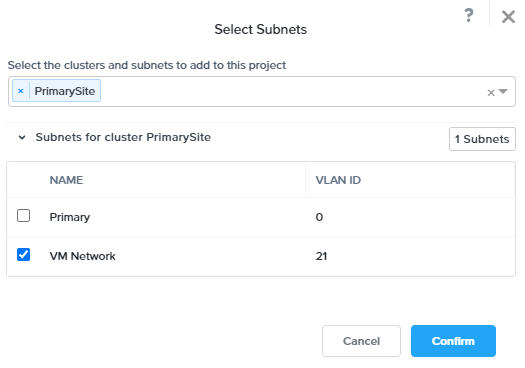 ?
Select Subnets
Select the clusters and subnets to add to this project
× PrimarySite ×
Subnets for cluster PrimarySite 1 Subnets
NAME VLAN ID
Primary 0
VM Network 21
Cancel Confirm